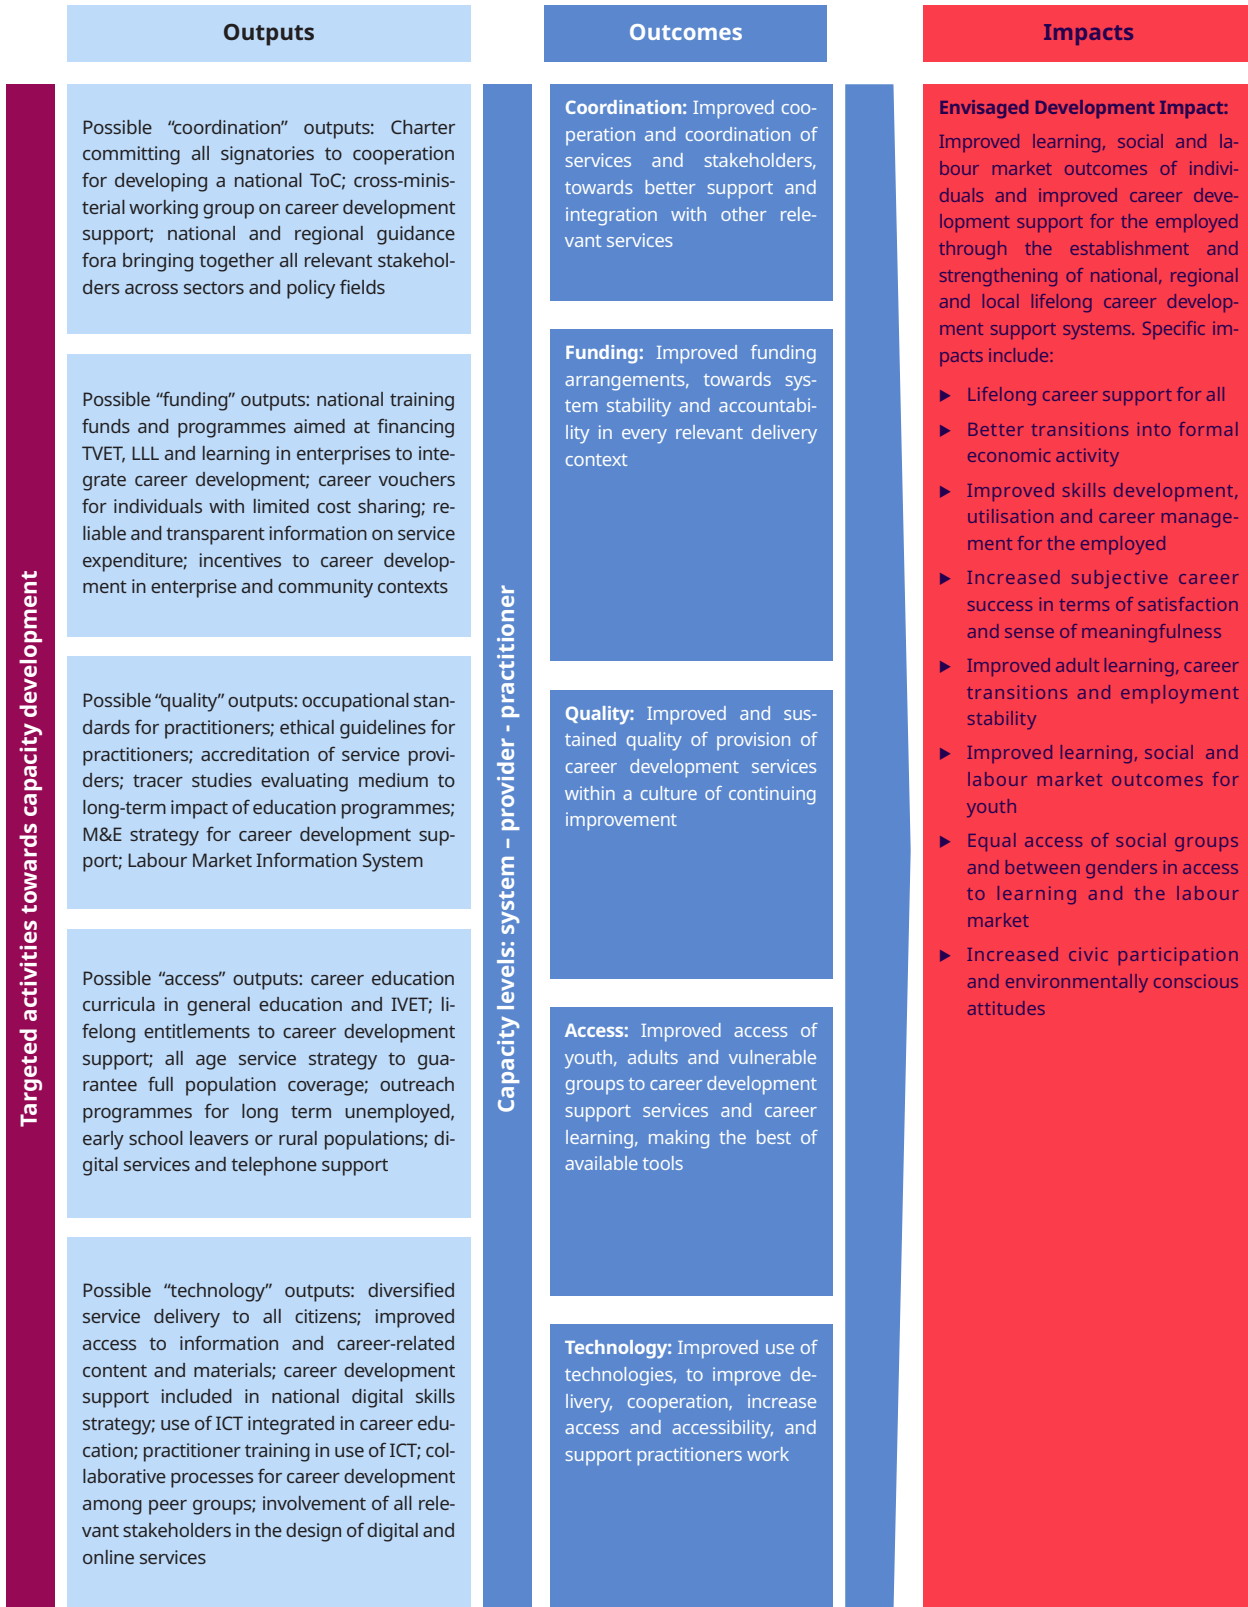 Outputs
Outcomes
Impacts
Targeted activities towards capacity development
Possible “coordination” outputs: Charter
committing all signatories to cooperation
for developing a national ToC; cross-minis-
terial working group on career development
support; national and regional guidance
fora bringing together all relevant stakehol-
ders across sectors and policy fields
Possible “funding” outputs: national training
funds and programmes aimed at financing
TVET, LLL and learning in enterprises to inte-
grate career development; career vouchers
for individuals with limited cost sharing; re-
liable and transparent information on service
expenditure; incentives to career develop-
ment in enterprise and community contexts
Possible “quality” outputs: occupational stan-
dards for practitioners; ethical guidelines for
practitioners; accreditation of service provi-
ders; tracer studies evaluating medium to
long-term impact of education programmes;
M&E strategy for career development sup-
port; Labour Market Information System
Possible “access” outputs: career education
curricula in general education and IVET; li-
felong entitlements to career development
support; all age service strategy to gua-
rantee full population coverage; outreach
programmes for long term unemployed,
early school leavers or rural populations; di-
gital services and telephone support
Possible “technology” outputs: diversified
service delivery to all citizens; improved
access to information and career-related
content and materials; career development
support included in national digital skills
strategy; use of ICT integrated in career edu-
cation; practitioner training in use of ICT; col-
laborative processes for career development
among peer groups; involvement of all rele-
vant stakeholders in the design of digital and
online services
Capacity levels: system – provider - practitioner
Coordination: Improved coo-
peration and coordination of
services and stakeholders,
towards better support and
integration with other rele-
vant services
Funding: Improved funding
arrangements, towards sys-
tem stability and accountabi-
lity in every relevant delivery
context
Quality: Improved and sus-
tained quality of provision of
career development services
within a culture of continuing
improvement
Access: Improved access of
youth, adults and vulnerable
groups to career development
support services and career
learning, making the best of
available tools
Technology: Improved use of
technologies, to improve de-
livery, cooperation, increase
access and accessibility, and
support practitioners work
Envisaged Development Impact:
Improved learning, social and la-
bour market outcomes of indivi-
duals and improved career deve-
lopment support for the employed
through the establishment and
strengthening of national, regional
and local lifelong career develop-
ment support systems. Specific im-
pacts include:
▶ Lifelong career support for all
▶ Better transitions into formal
economic activity
▶ Improved skills development,
utilisation and career manage-
ment for the employed
▶ Increased subjective career
success in terms of satisfaction
and sense of meaningfulness
▶ Improved adult learning, career
transitions and employment
stability
▶ Improved learning, social and
labour market outcomes for
youth
▶ Equal access of social groups
and between genders in access
to learning and the labour
market
▶ Increased civic participation
and environmentally conscious
attitudes